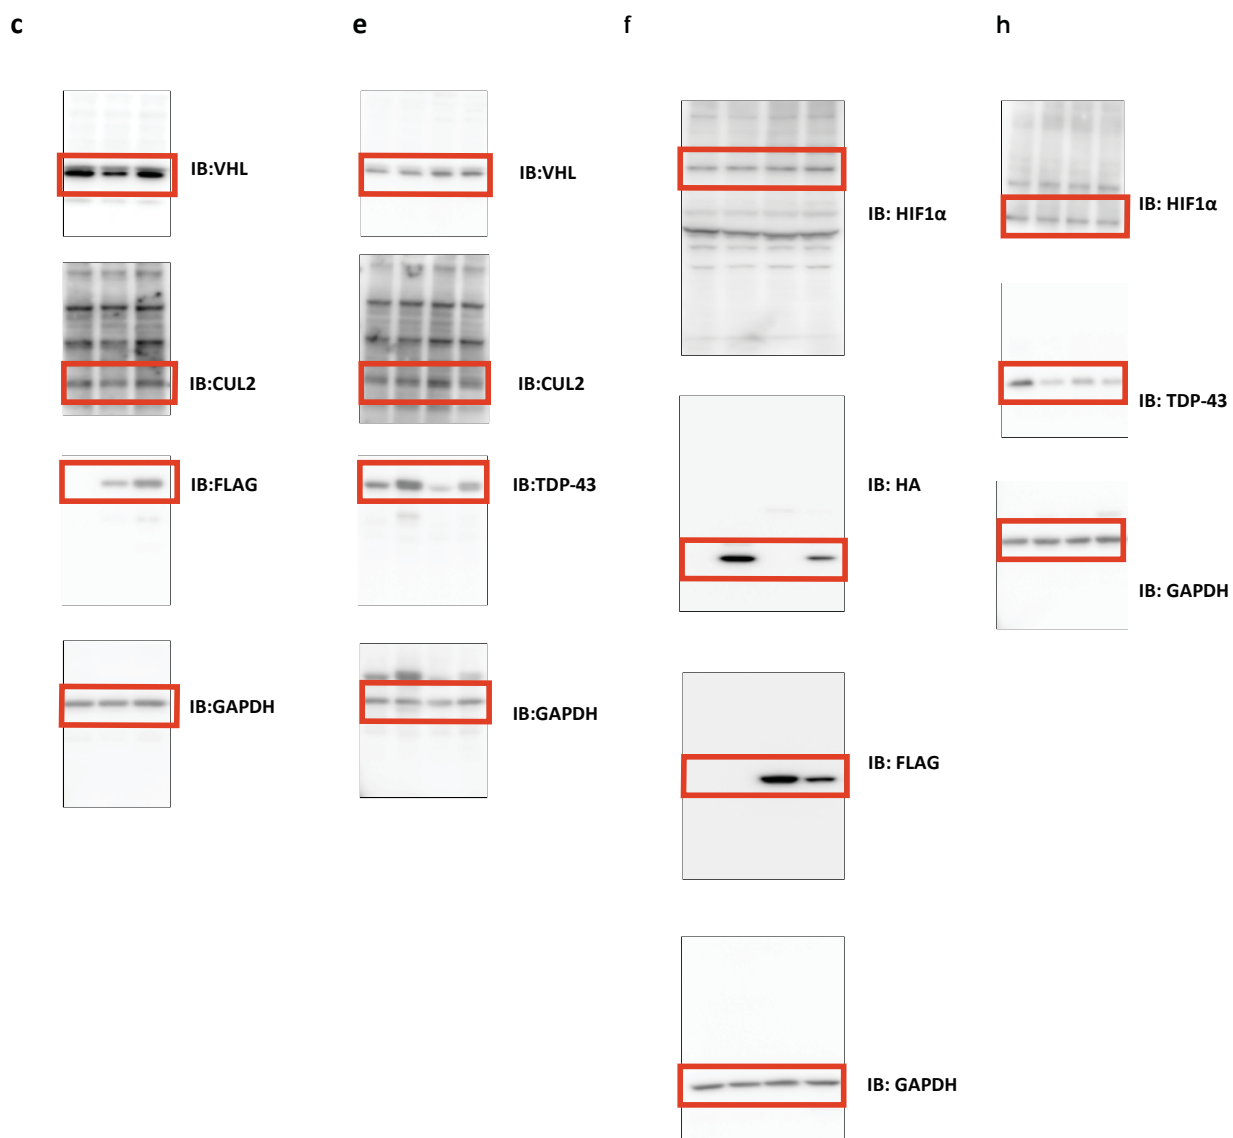 c
e
f
h
IB:VHL
IB:CUL2
IB:FLAG
IB:GAPDH
IB:VHL
IB:CUL2
IB:TDP-43
IB:GAPDH
IB: HIF1α
IB: HA
IB: FLAG
IB: GAPDH
IB: HIF1α
IB: TDP-43
IB: GAPDH